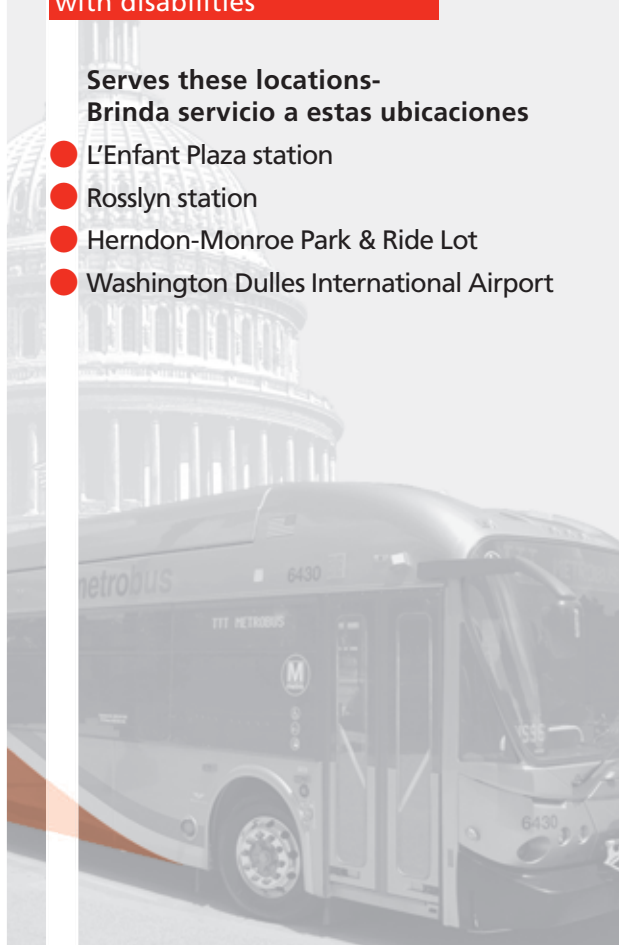 with disabilities
Serves these locations-
Brinda servicio a estas ubicaciones
L'Enfant Plaza station
Rosslyn station
Herndon-Monroe Park & Ride Lot
Washington Dulles International Airport
metrobus
6430
TTT METROBUS
M
6430